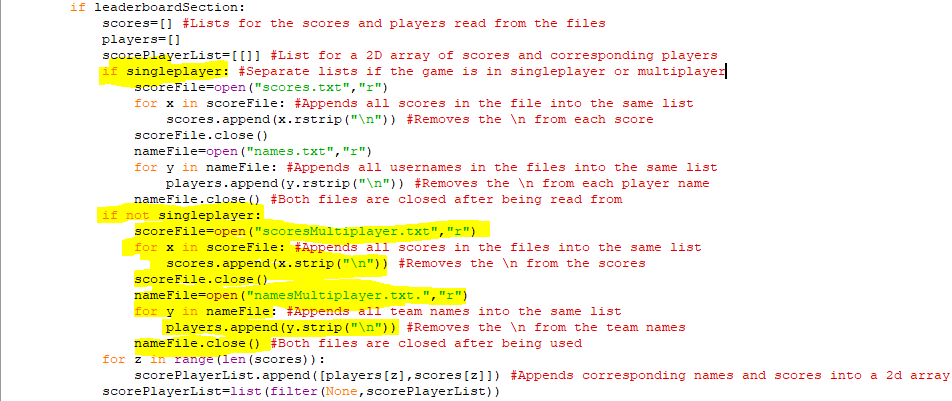 if leaderboardSection:
scores=[] #Lists for the scores and players read from the files
players=[]
scorePlayerList=[[]] #List for a 2D array of scores and corresponding players
if singleplayer: #Separate lists if the game is in singleplayer or multiplayer
scoreFile=open("scores.txt","r")
for x in scoreFile: #Appends all scores in the file into the same list
scores.append(x.rstrip("\n")) #Removes the \n from each score
scoreFile.close()
nameFile=open("names.txt","r")
for y in nameFile: #Appends all usernames in the files into the same list
players.append(y.rstrip("\n")) #Removes the \n from each player name
nameFile.close() #Both files are closed after being read from
if not singleplayer:
scoreFile=open("scoresMultiplayer.txt","r")
for x in scoreFile: #Appends all scores in the files into the same list
scores.append(x.strip("\n")) #Removes the \n from the scores
scoreFile.close()
nameFile=open("namesMultiplayer.txt.","r")
for y in nameFile: #Appends all team names into the same list
players.append(y.strip("\n")) #Removes the \n from the team names
nameFile.close() #Both files are closed after being used
for z in range(len(scores)):
scorePlayerList.append([players[z],scores[z]]) #Appends corresponding names and scores into a 2d array
scorePlayerList=list(filter(None,scorePlayerList))